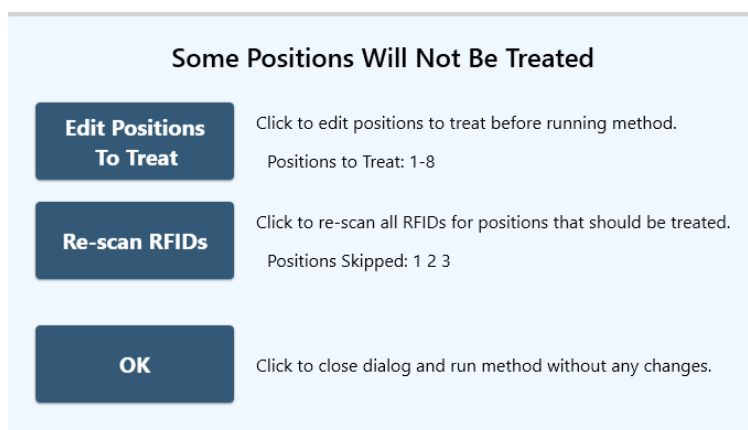 Some Positions Will Not Be Treated
Edit Positions
To Treat
Click to edit positions to treat before running method.
Positions to Treat: 1-8
Re-scan RFIDs
Click to re-scan all RFIDs for positions that should be treated.
Positions Skipped: 1 2 3
OK
Click to close dialog and run method without any changes.